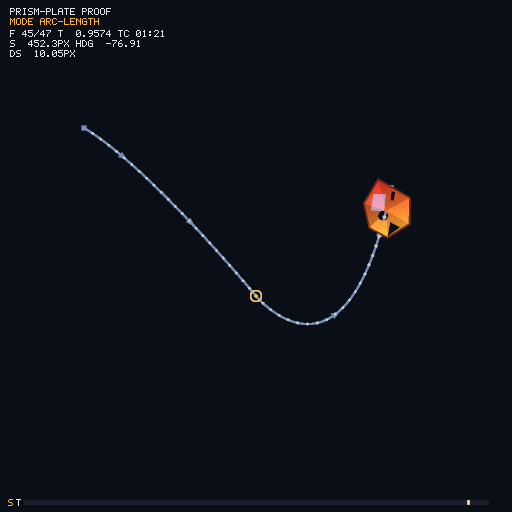 PRISM-PLATE PROOF
MODE ARC-LENGTH
F 45/47 T  0.9574 TC 01:21
S  452.3PX HDG  -76.91
DS  10.05PX
ST